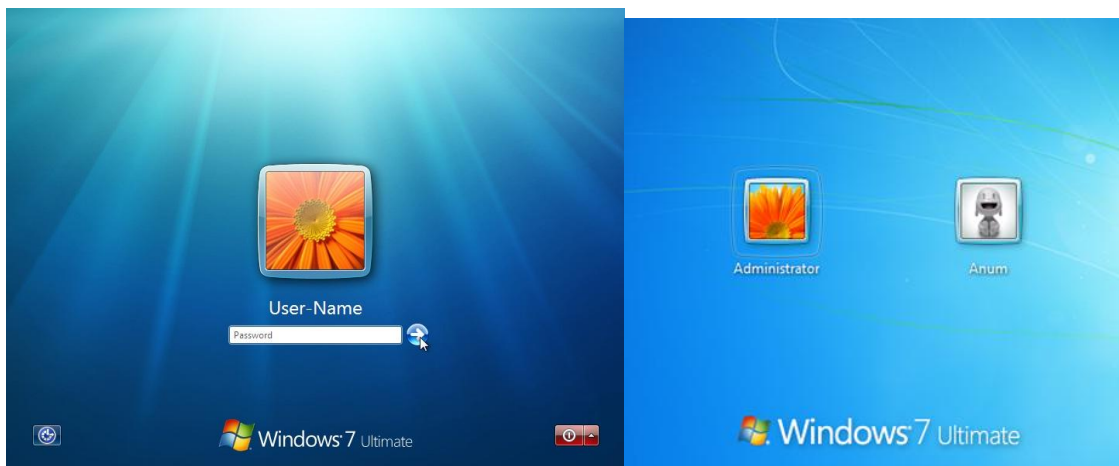 User-Name
Password
Windows 7 Ultimate
Administrator
Anum
Windows 7 Ultimate